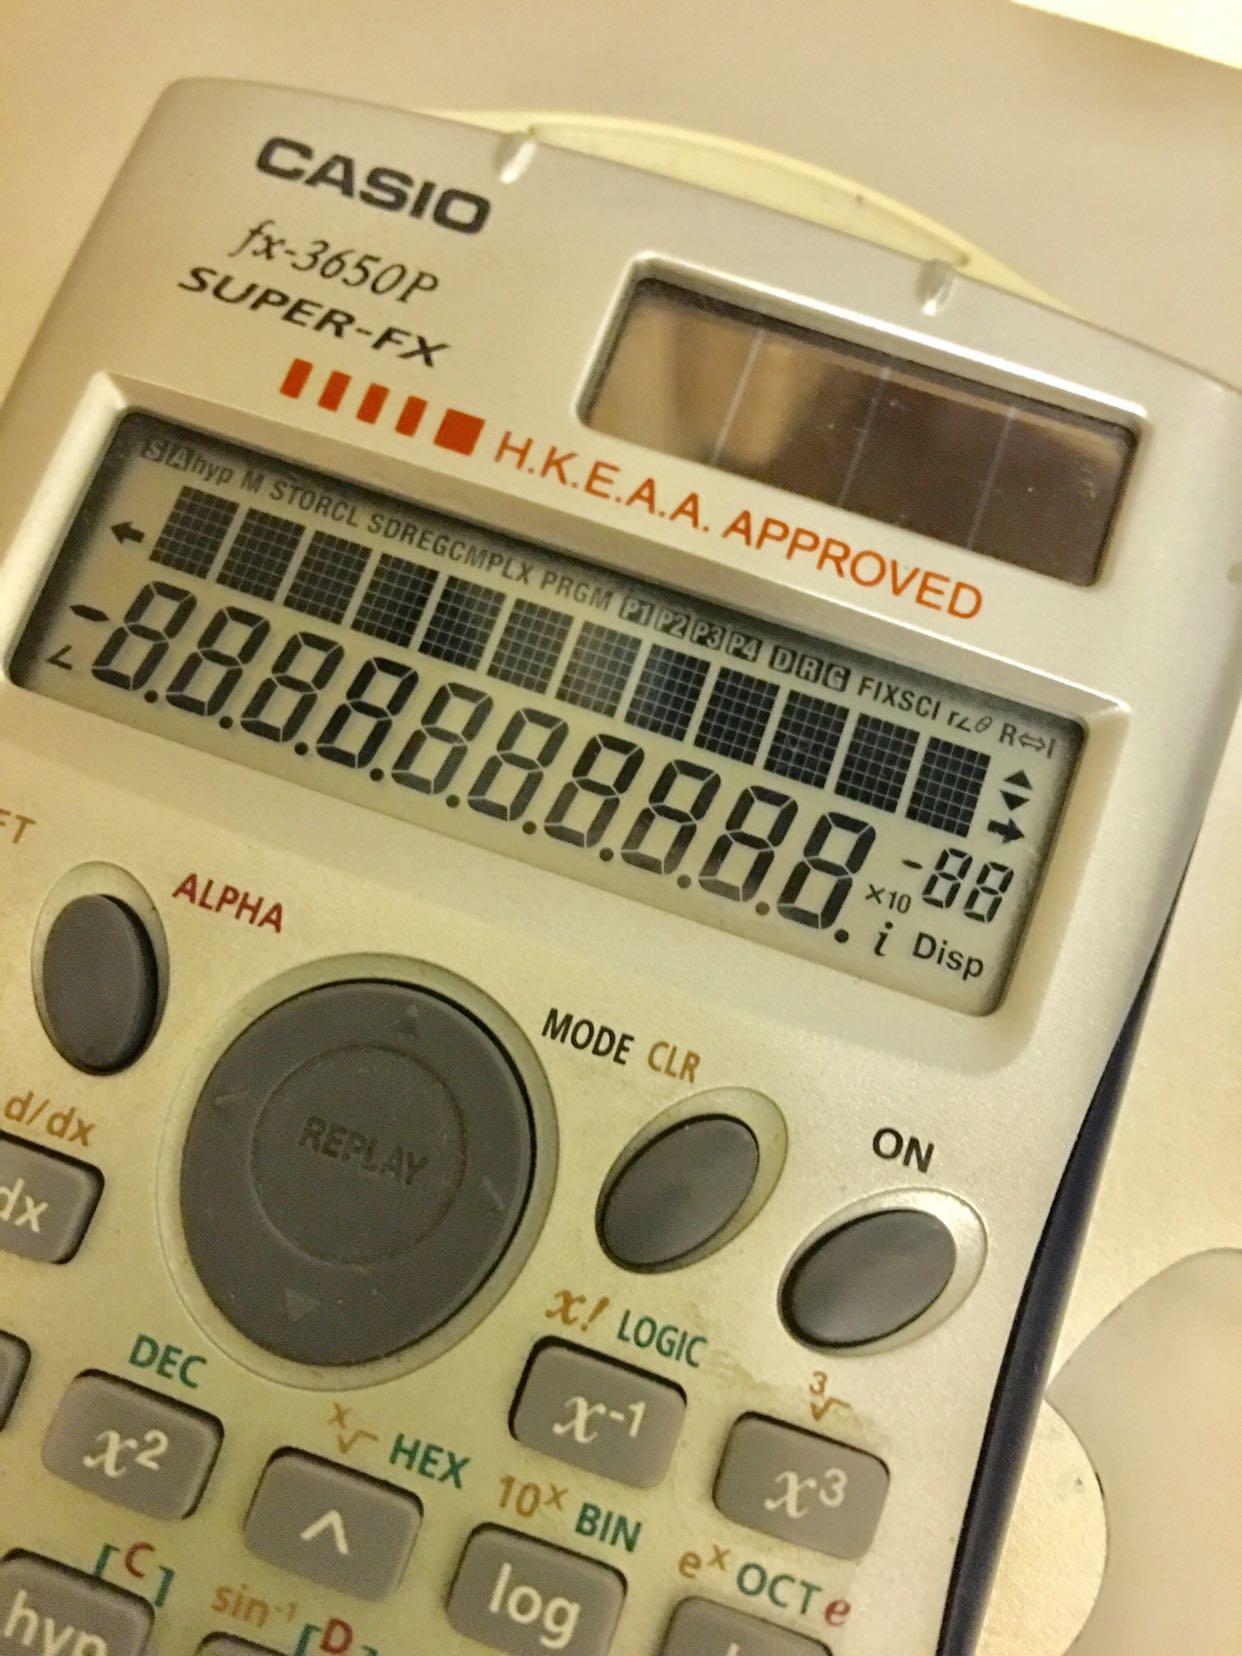 CASIO
fx-3650P
SUPER-FX
H.K.E.A.A. APPROVED
S A hyp M STO RCL SD REG CMPLX PRGM P1 P2 P3 P4 D R G FIX SCI r∠θ R⇔I
-8.8.8.8.8.8.8.8.8.8. ×10 -88
∠ i Disp
ALPHA
MODE CLR
ON
REPLAY
d/dx
dx
x! LOGIC
x⁻¹
³√
x³
DEC
x²
ˣ√ HEX
^
10ˣ BIN
log
eˣ OCT e
[C]
hyp
sin⁻¹ [D]